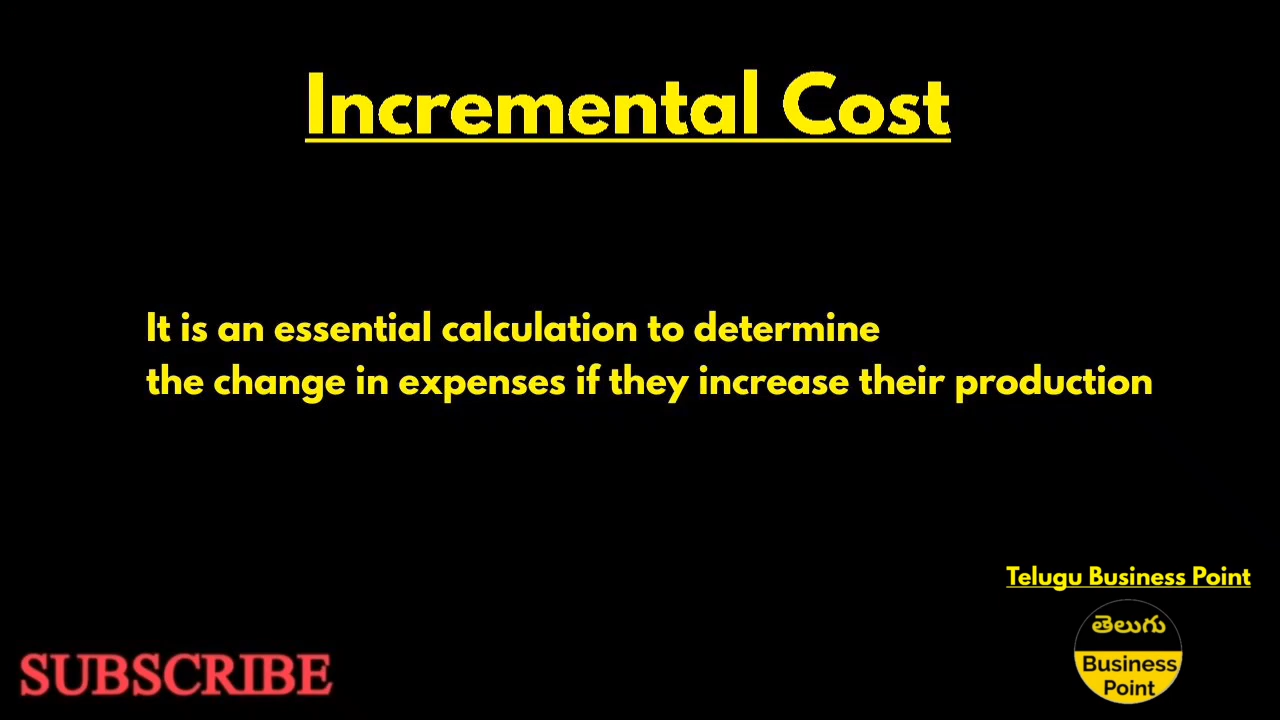 Incremental Cost
It is an essential calculation to determine
the change in expenses if they increase their production
Telugu Business Point
తెలుగు
Business
Point
SUBSCRIBE